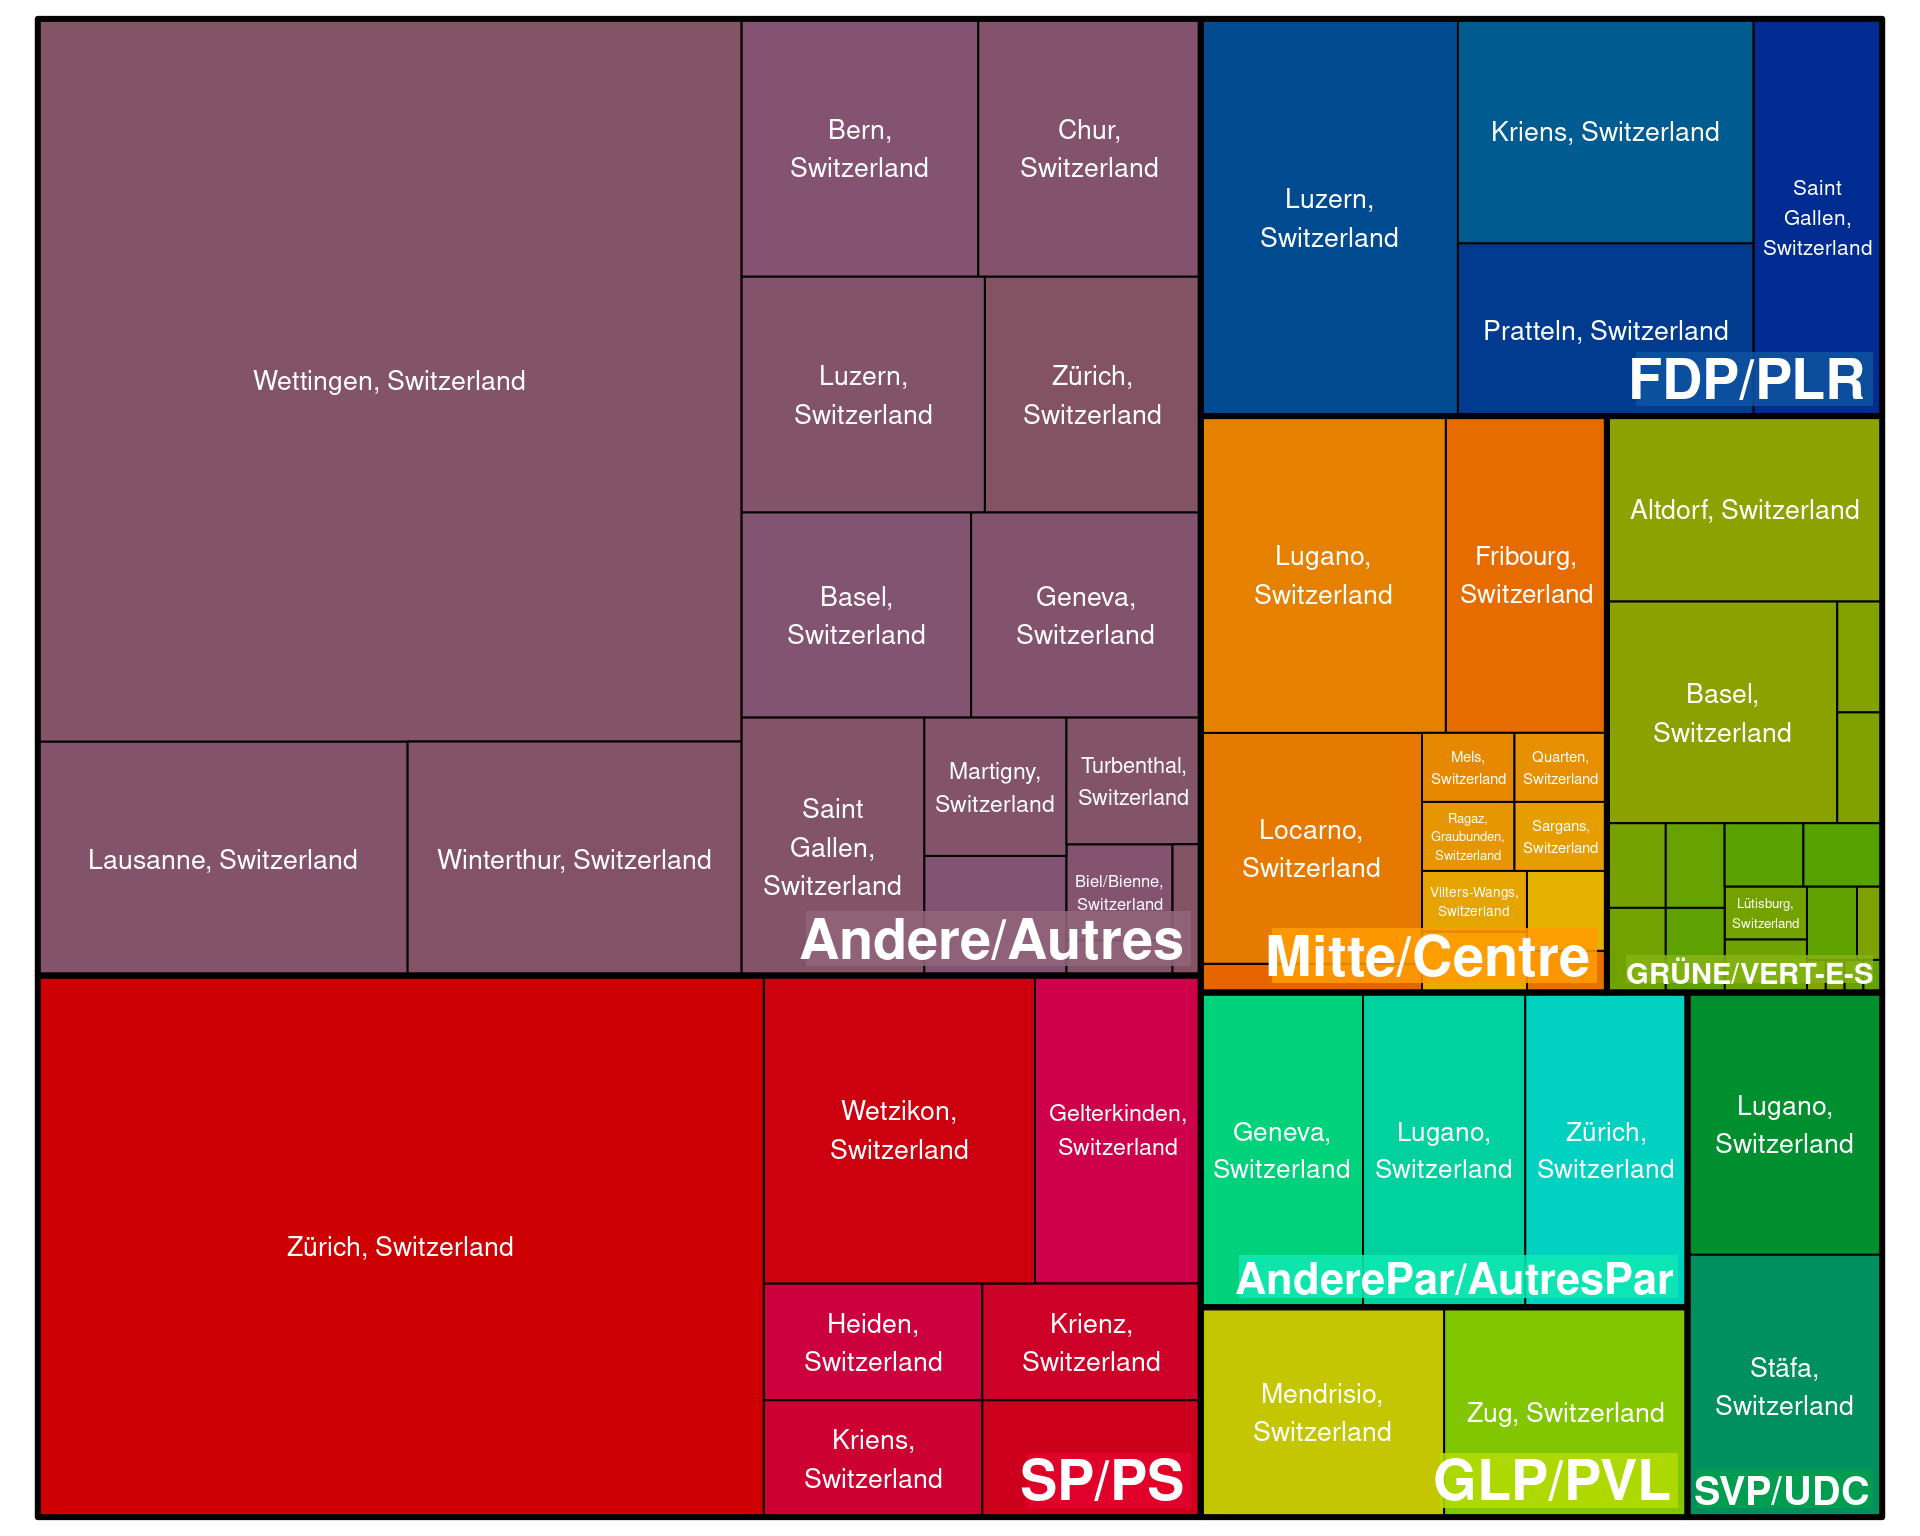 Wettingen, Switzerland
Lausanne, Switzerland
Winterthur, Switzerland
Bern,
Switzerland
Chur,
Switzerland
Luzern,
Switzerland
Zürich,
Switzerland
Basel,
Switzerland
Geneva,
Switzerland
Saint
Gallen,
Switzerland
Martigny,
Switzerland
Turbenthal,
Switzerland
Biel/Bienne,
Switzerland
Andere/Autres
Zürich, Switzerland
Wetzikon,
Switzerland
Gelterkinden,
Switzerland
Heiden,
Switzerland
Krienz,
Switzerland
Kriens,
Switzerland
SP/PS
Luzern,
Switzerland
Kriens, Switzerland
Pratteln, Switzerland
Saint
Gallen,
Switzerland
FDP/PLR
Lugano,
Switzerland
Fribourg,
Switzerland
Locarno,
Switzerland
Mels,
Switzerland
Quarten,
Switzerland
Ragaz,
Graubunden,
Switzerland
Sargans,
Switzerland
Vilters-Wangs,
Switzerland
Mitte/Centre
Altdorf, Switzerland
Basel,
Switzerland
Lütisburg,
Switzerland
GRÜNE/VERT-E-S
Geneva,
Switzerland
Lugano,
Switzerland
Zürich,
Switzerland
AnderePar/AutresPar
Mendrisio,
Switzerland
Zug, Switzerland
GLP/PVL
Lugano,
Switzerland
Stäfa,
Switzerland
SVP/UDC